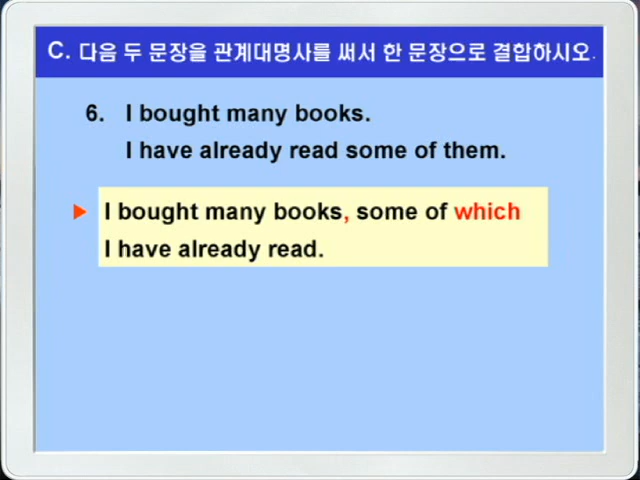 C. 다음 두 문장을 관계대명사를 써서 한 문장으로 결합하시오.
6. I bought many books.
I have already read some of them.
I bought many books, some of which
I have already read.